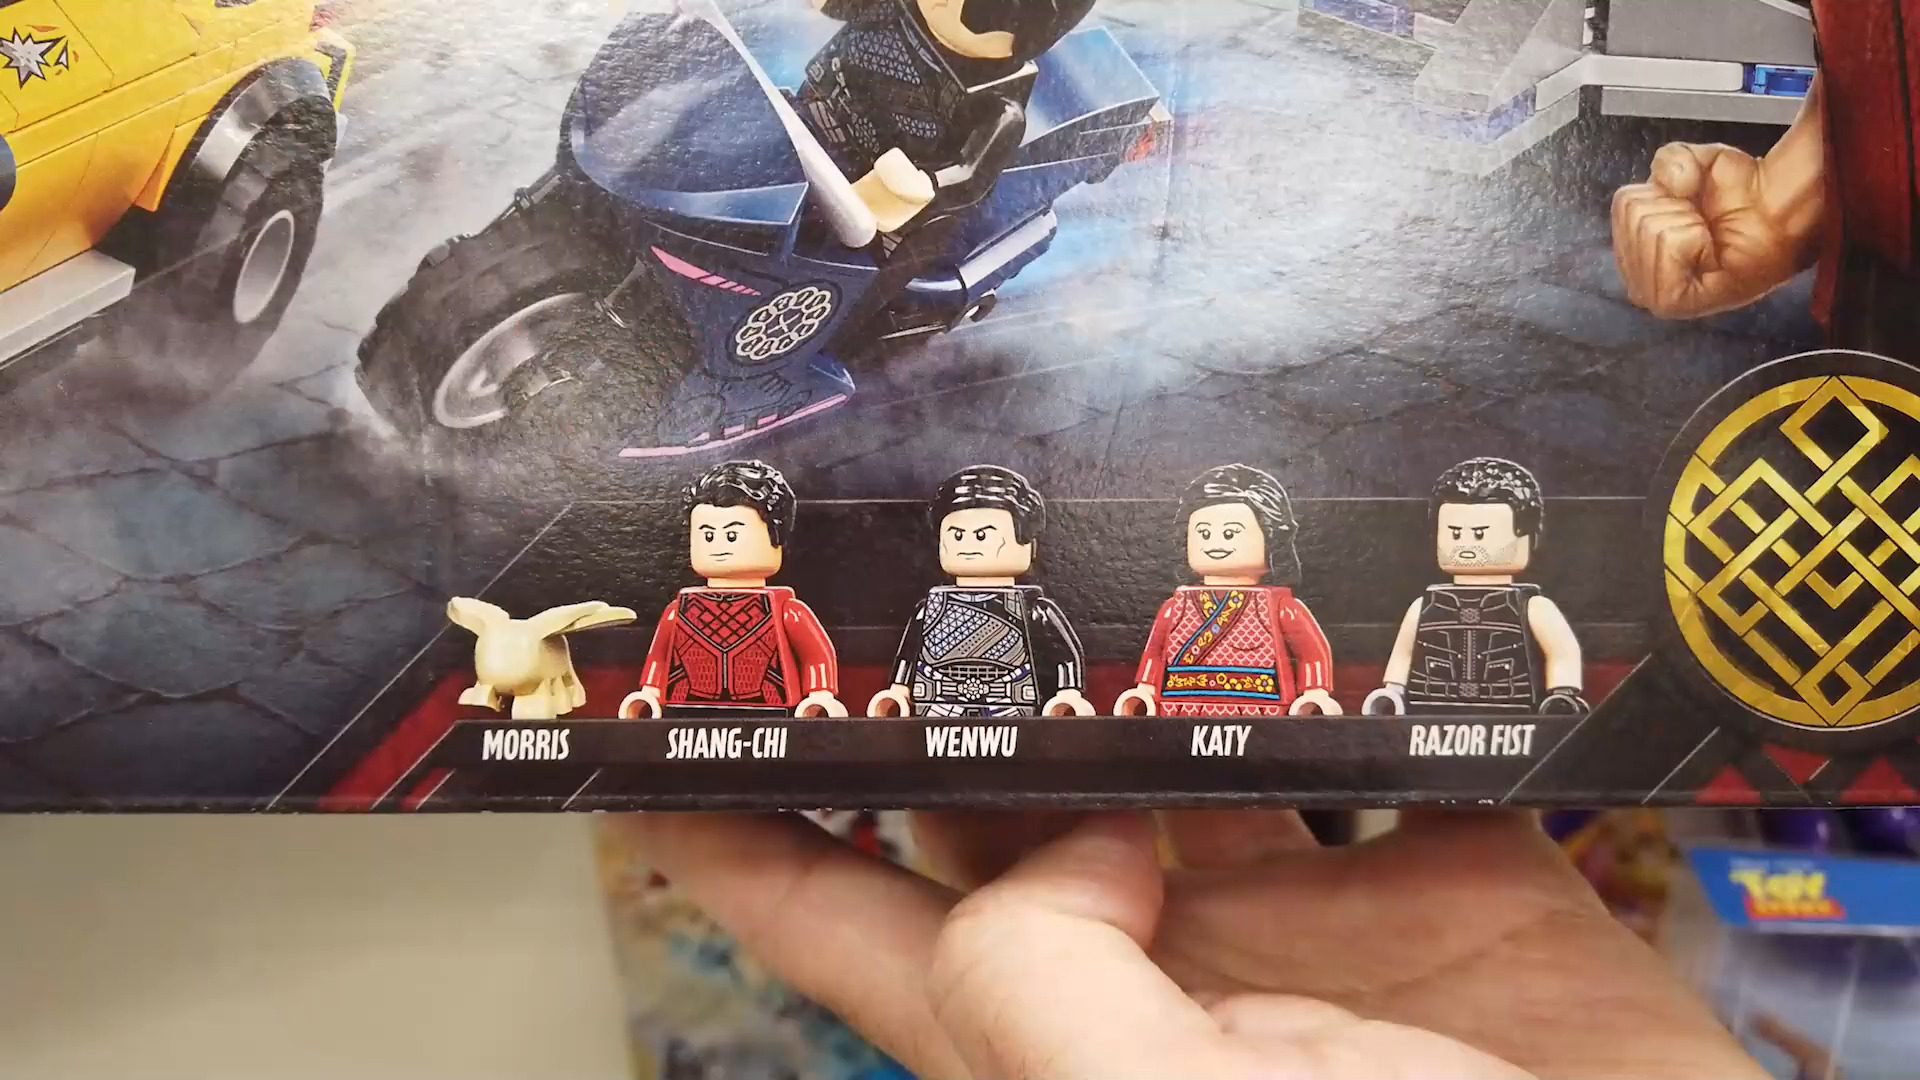 MORRIS
SHANG-CHI
WENWU
KATY
RAZOR FIST
TOY
STORY